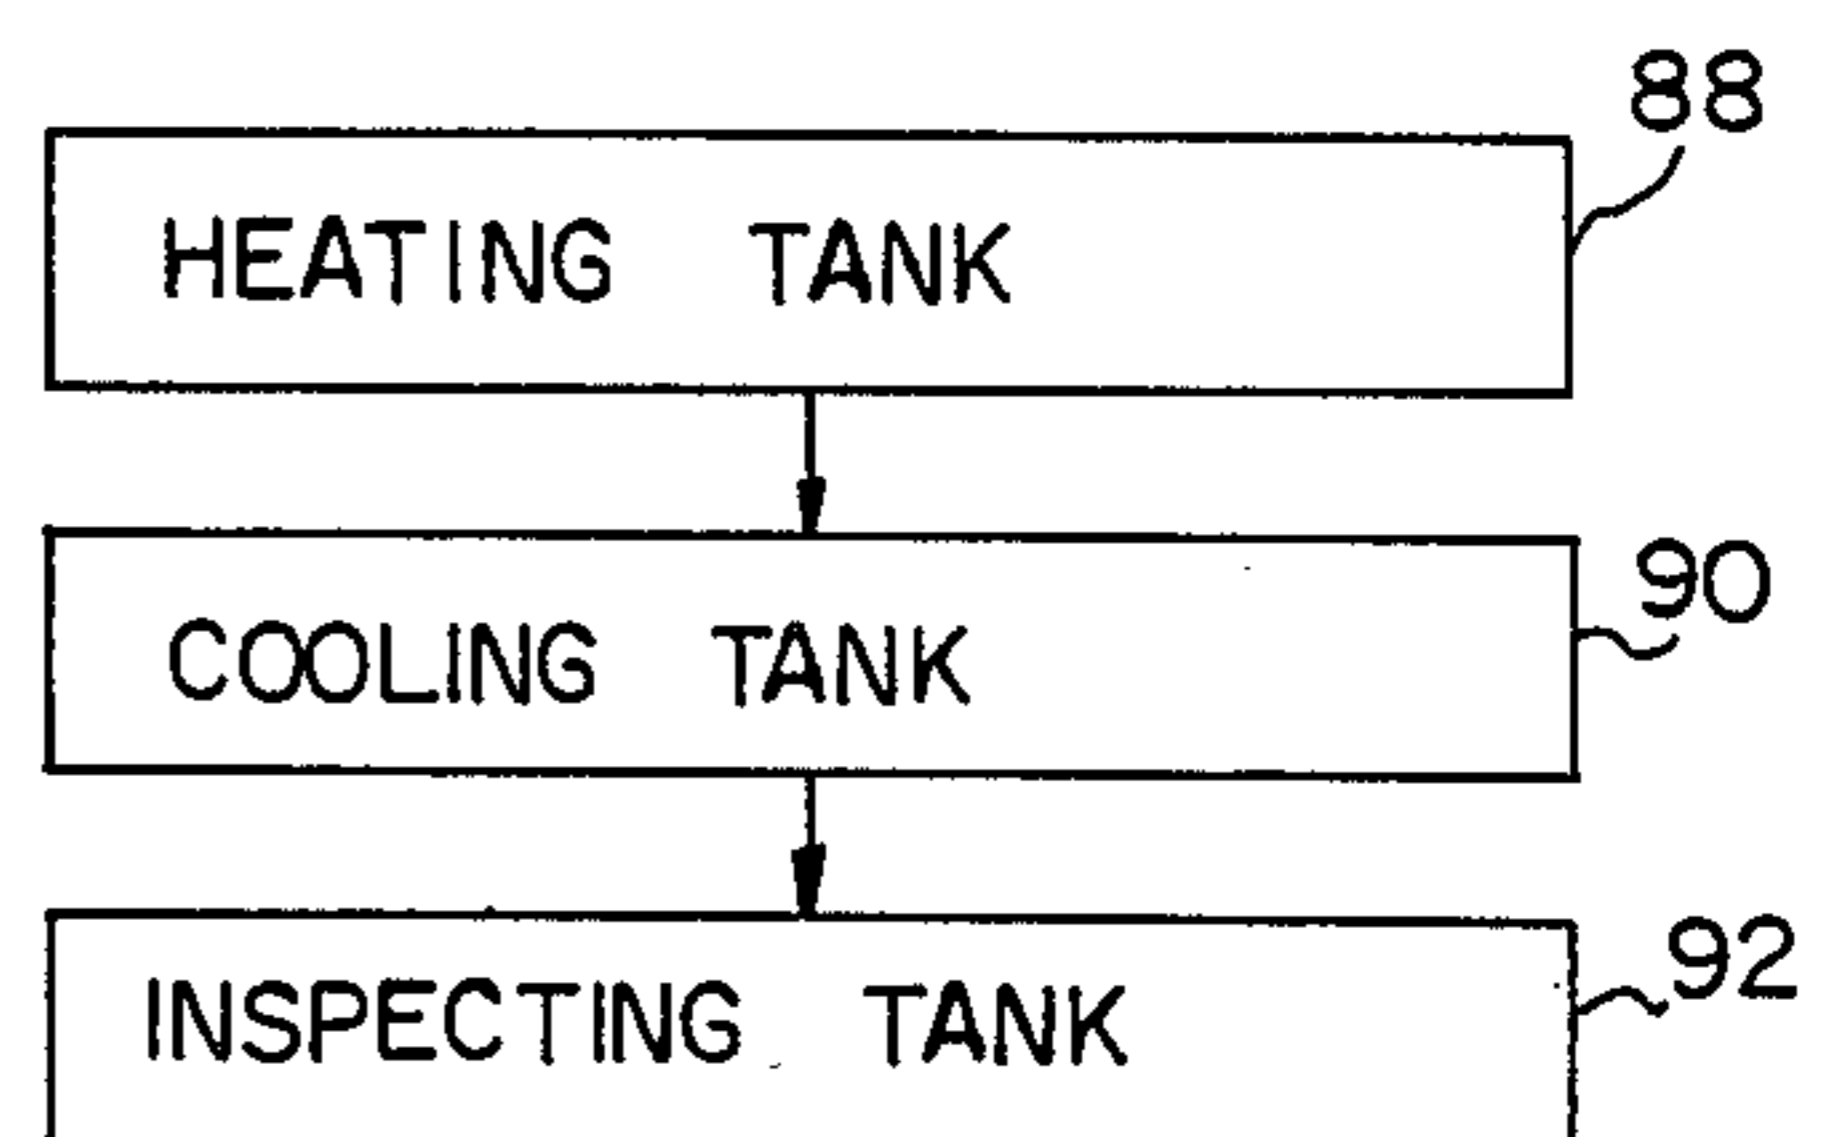 88
HEATING TANK
90
COOLING TANK
92
INSPECTING TANK